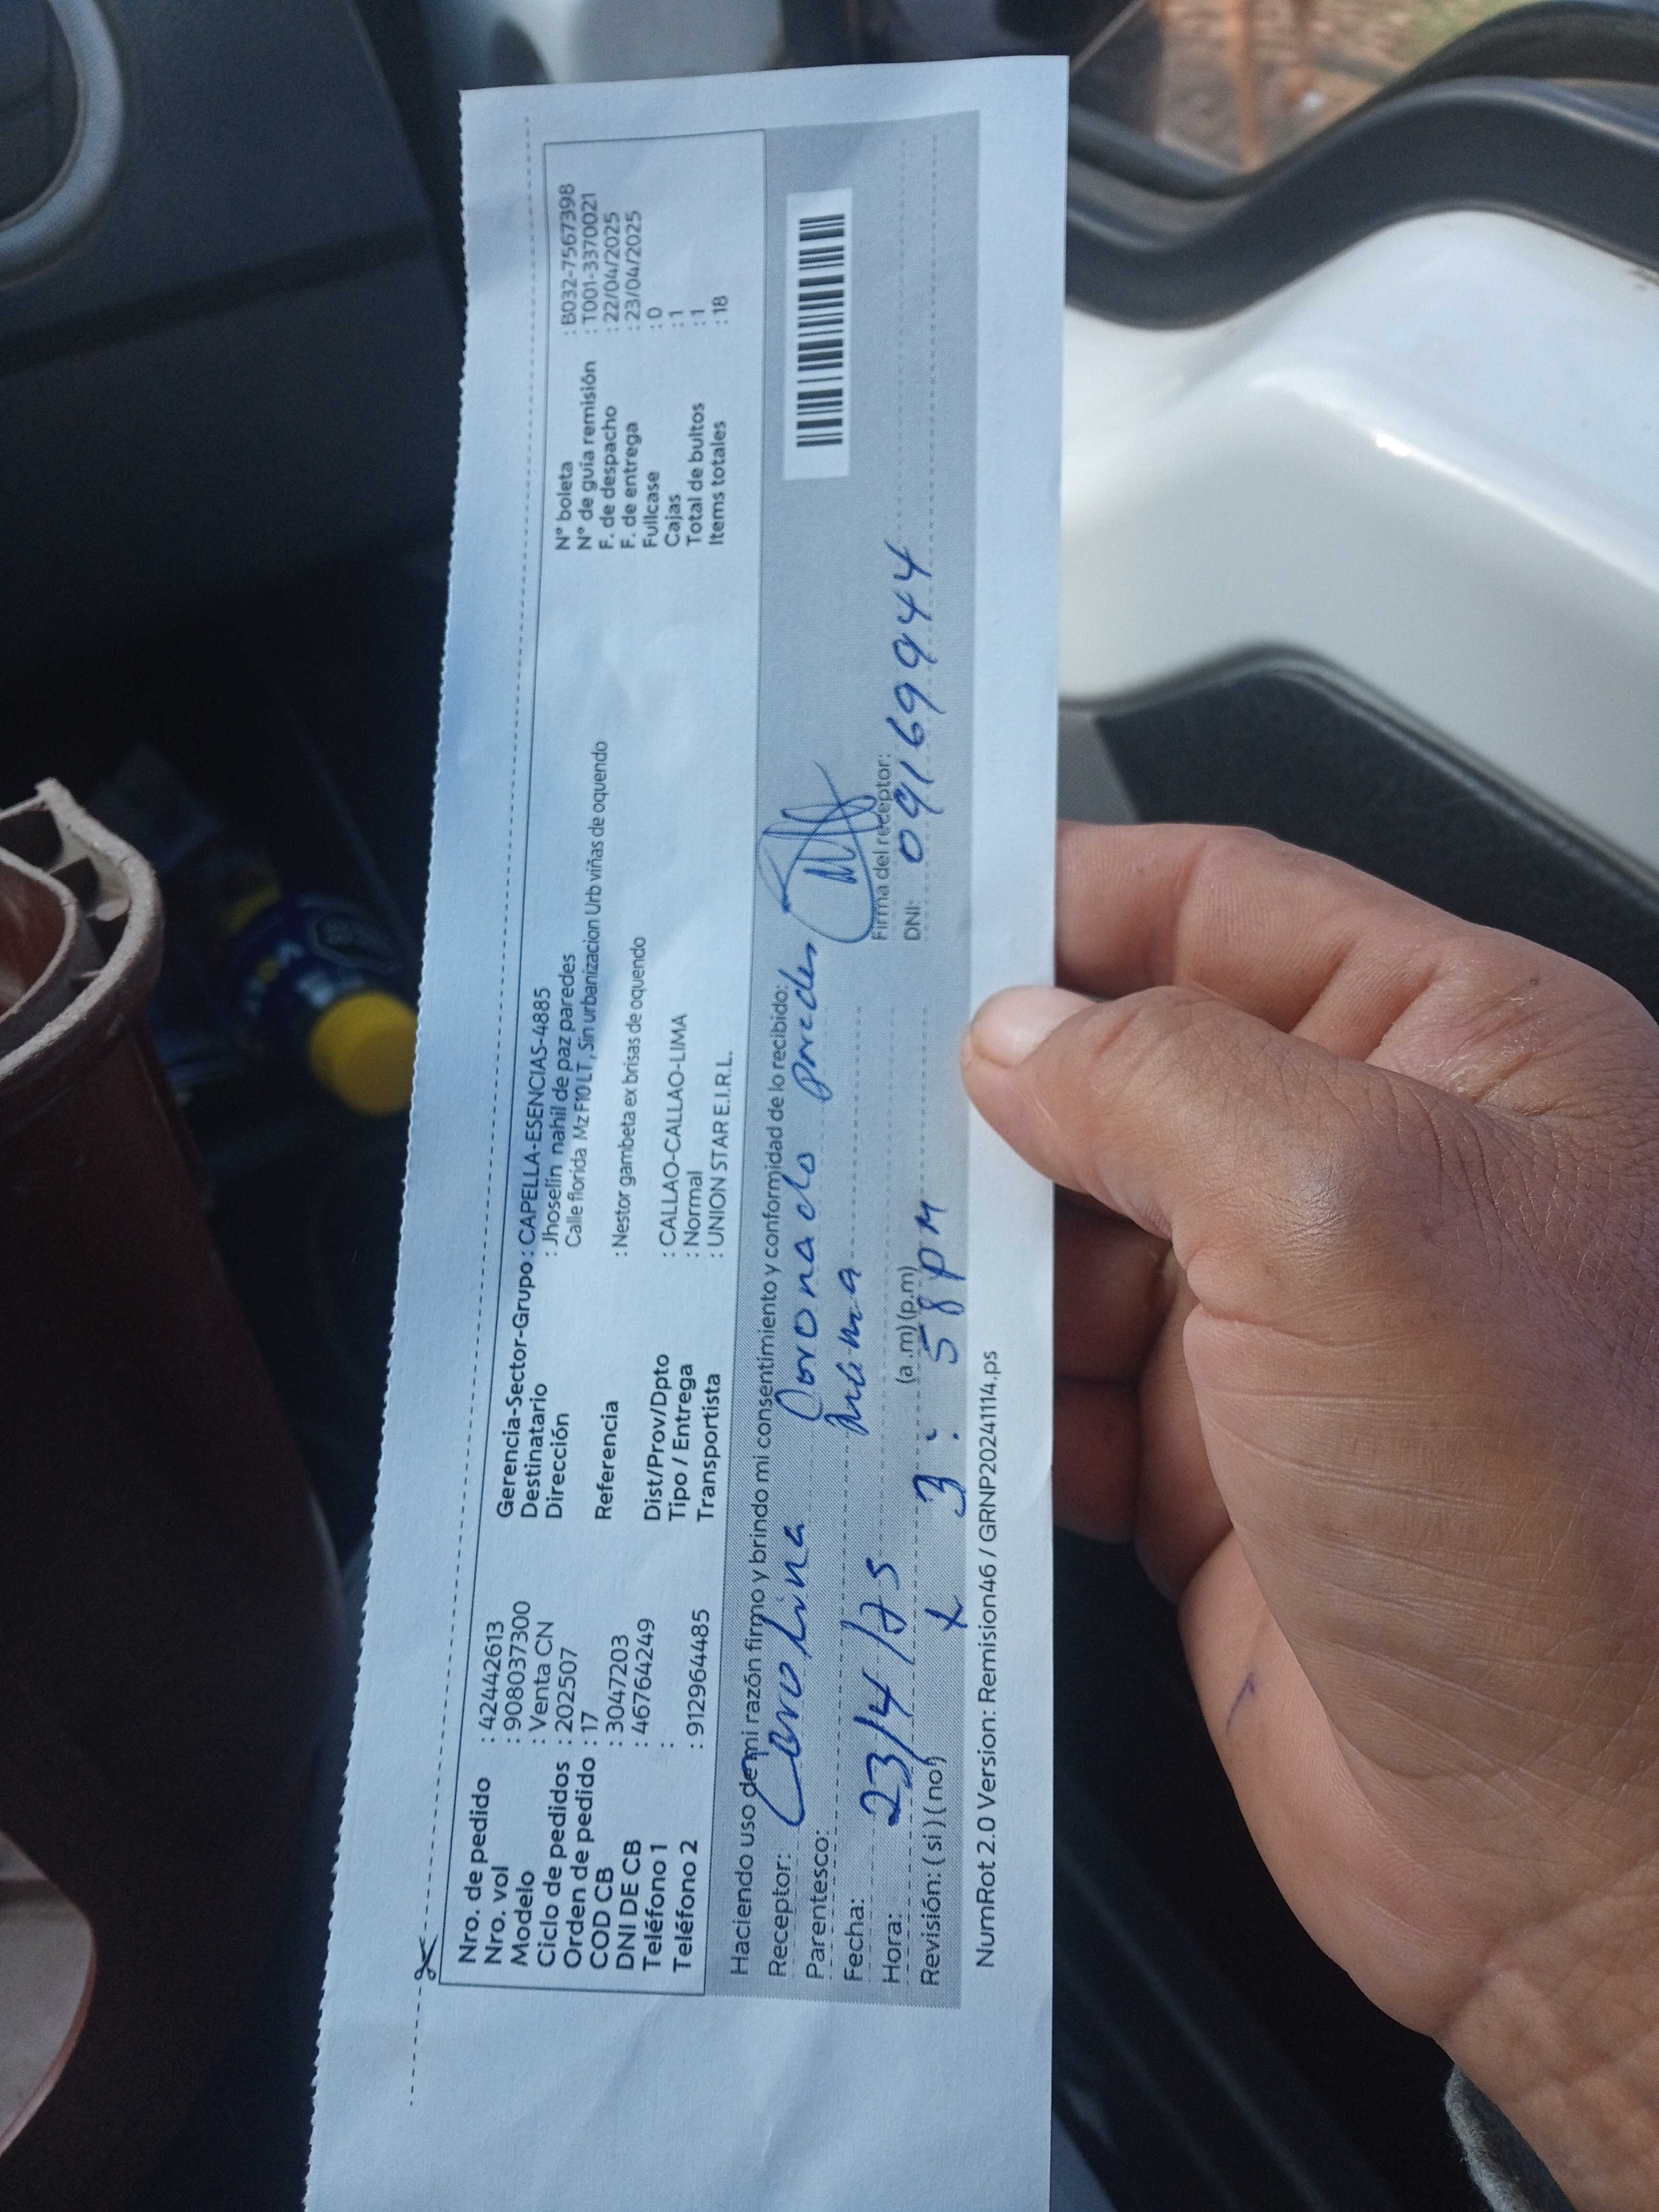 Nro. de pedido : 42442613
Nro. vol : 908037300
Modelo : Venta CN
Ciclo de pedidos : 202507
Orden de pedido : 17
COD CB : 3047203
DNI DE CB : 46764249
Teléfono 1 :
Teléfono 2 : 912964485
Gerencia-Sector-Grupo : CAPELLA-ESENCIAS-4885
Destinatario : Jhoselin nahil de paz paredes
Dirección Calle florida Mz F10 LT , Sin urbanizacion Urb viñas de oquendo
Referencia : Nestor gambeta ex brisas de oquendo
Dist/Prov/Dpto : CALLAO-CALLAO-LIMA
Tipo / Entrega : Normal
Transportista : UNION STAR E.I.R.L.
N° boleta : B032-7567398
N° de guía remisión : T001-3370021
F. de despacho : 22/04/2025
F. de entrega : 23/04/2025
Fullcase : 0
Cajas : 1
Total de bultos : 1
Items totales : 18
Haciendo uso de mi razón firmo y brindo mi consentimiento y conformidad de lo recibido:
Receptor: Carolina Coronado paredes
Parentesco: mama
Fecha: 23/4/25
Firma del receptor:
Hora: 3: 58 pm (a .m) (p.m)
DNI: 09169944
Revisión: ( si ) ( no )
NumRot 2.0 Version: Remision46 / GRNP20241114.ps